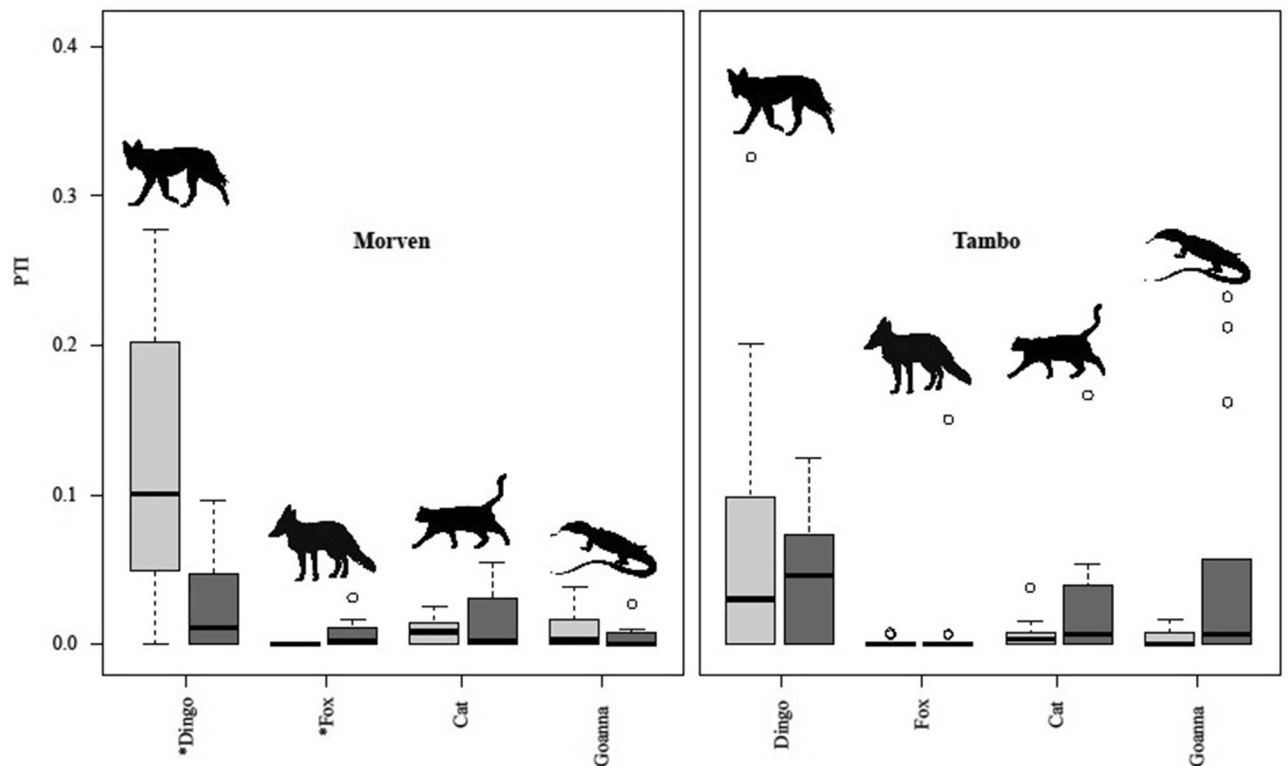 0.4
0.3
Morven
Tambo
PTI
0.2
0.1
0.0
*Dingo
*Fox
Cat
Goanna
Dingo
Fox
Cat
Goanna